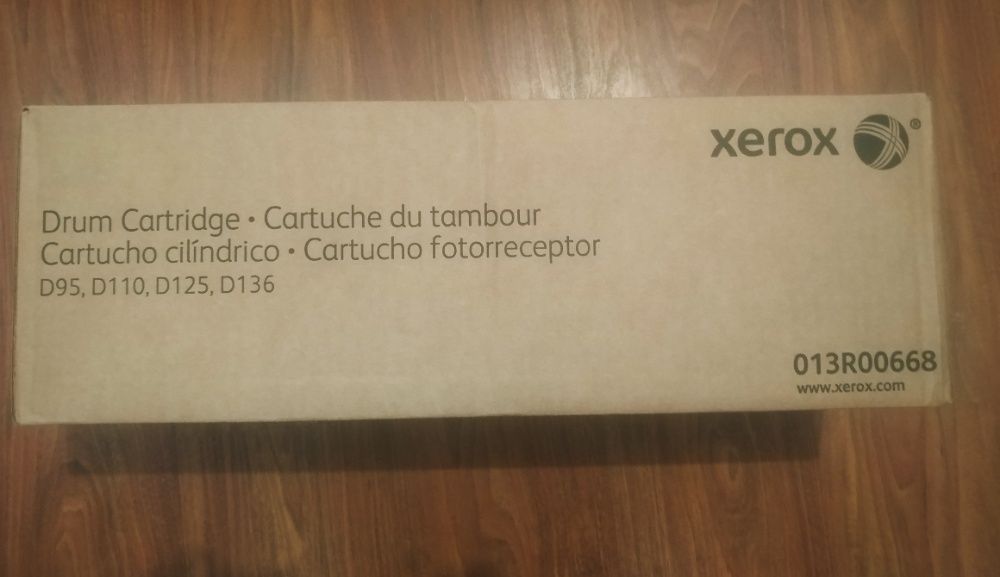 xerox ®
Drum Cartridge • Cartuche du tambour
Cartucho cilíndrico • Cartucho fotorreceptor
D95, D110, D125, D136
013R00668
www.xerox.com